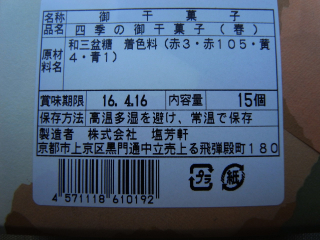 名称 御干菓子
品名 四季の御干菓子(春)
原材料名 和三盆糖 着色料(赤3・赤105・黄
4・青1)
賞味期限 16.4.16 内容量 15個
保存方法 高温多湿を避け、常温で保存
製造者 株式会社 塩芳軒
京都市上京区黒門通中立売上る飛弾殿町180
4 571118 610192
プラ 紙